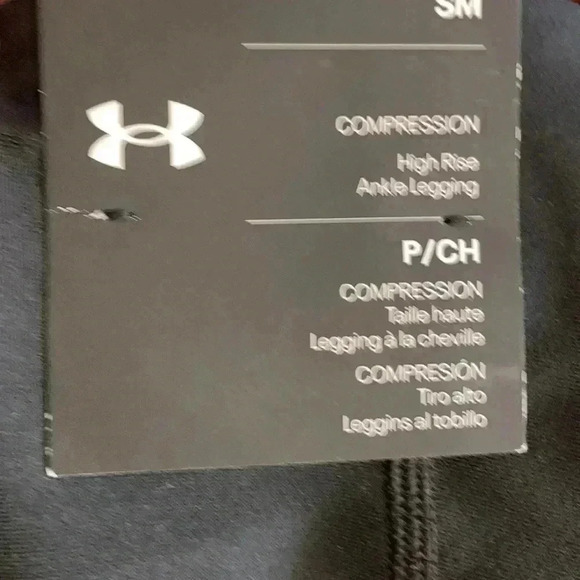 SM
COMPRESSION
High Rise
Ankle Legging
P/CH
COMPRESSION
Taille haute
Legging à la cheville
COMPRESIÓN
Tiro alto
Leggins al tobillo